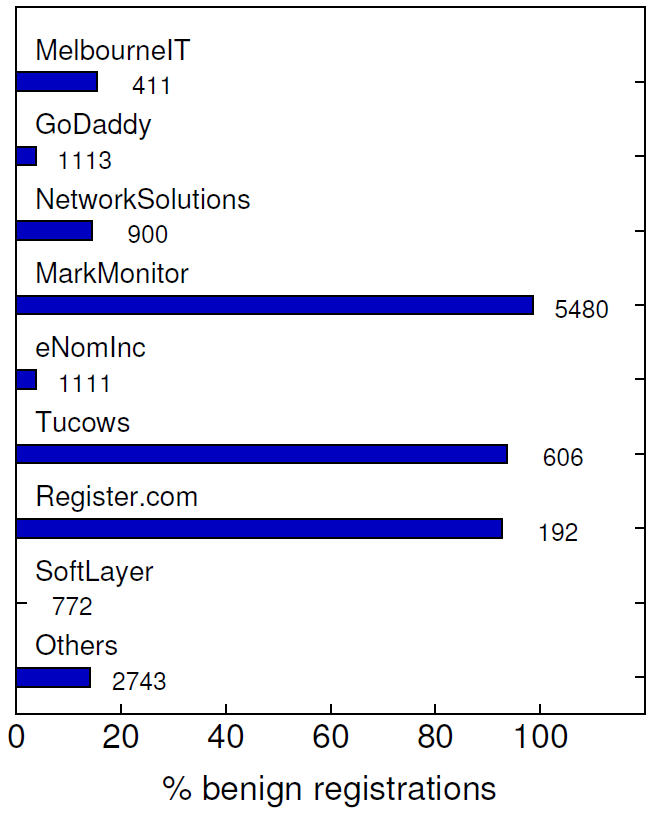 MelbourneIT
411
GoDaddy
1113
NetworkSolutions
900
MarkMonitor
5480
eNomInc
1111
Tucows
606
Register.com
192
SoftLayer
772
Others
2743
0 20 40 60 80 100
% benign registrations